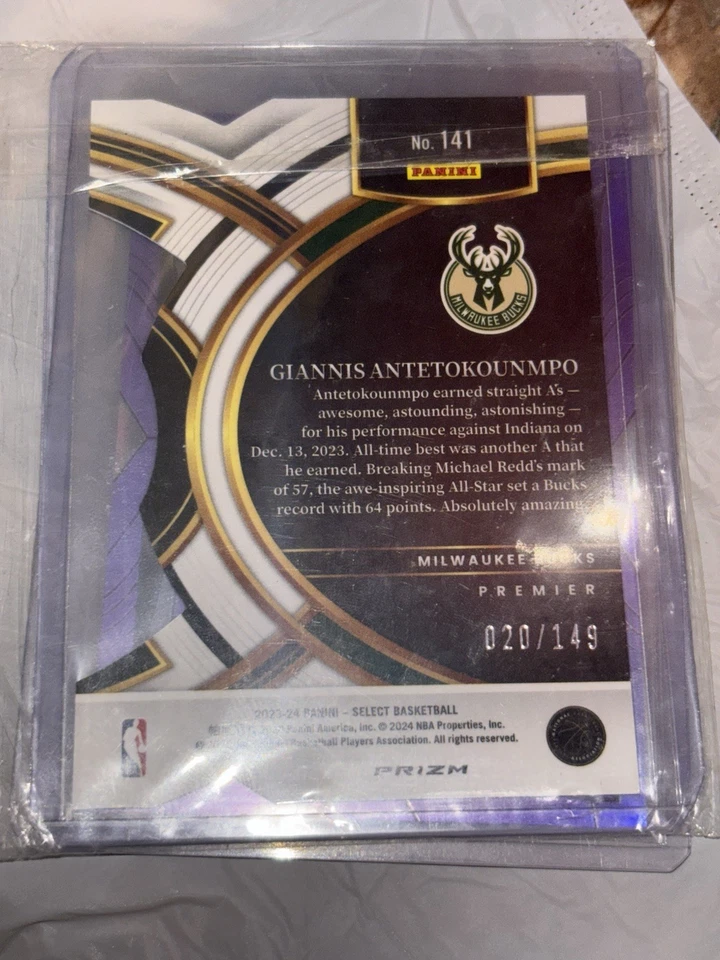 No. 141
PANINI
MILWAUKEE BUCKS
GIANNIS ANTETOKOUNMPO
Antetokounmpo earned straight A's —
awesome, astounding, astonishing —
for his performance against Indiana on
Dec. 13, 2023. All-time best was another A that
he earned. Breaking Michael Redd's mark
of 57, the awe-inspiring All-Star set a Bucks
record with 64 points. Absolutely amazing.
MILWAUKEE BUCKS
PREMIER
020/149
2023-24 PANINI – SELECT BASKETBALL
Panini America, Inc. © 2024 NBA Properties, Inc.
Basketball Players Association. All rights reserved.
PRIZM